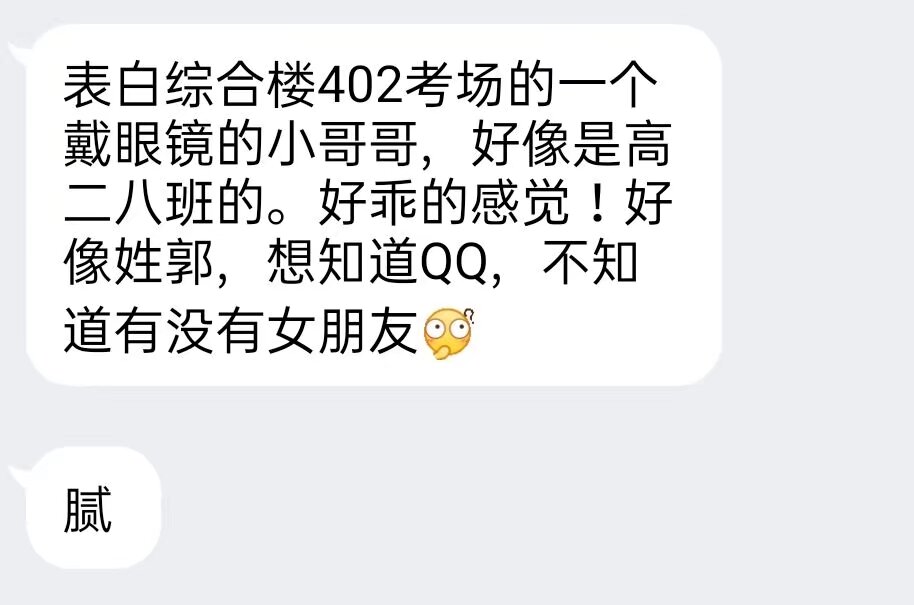 表白综合楼402考场的一个
戴眼镜的小哥哥，好像是高
二八班的。好乖的感觉！好
像姓郭，想知道QQ，不知
道有没有女朋友
腻